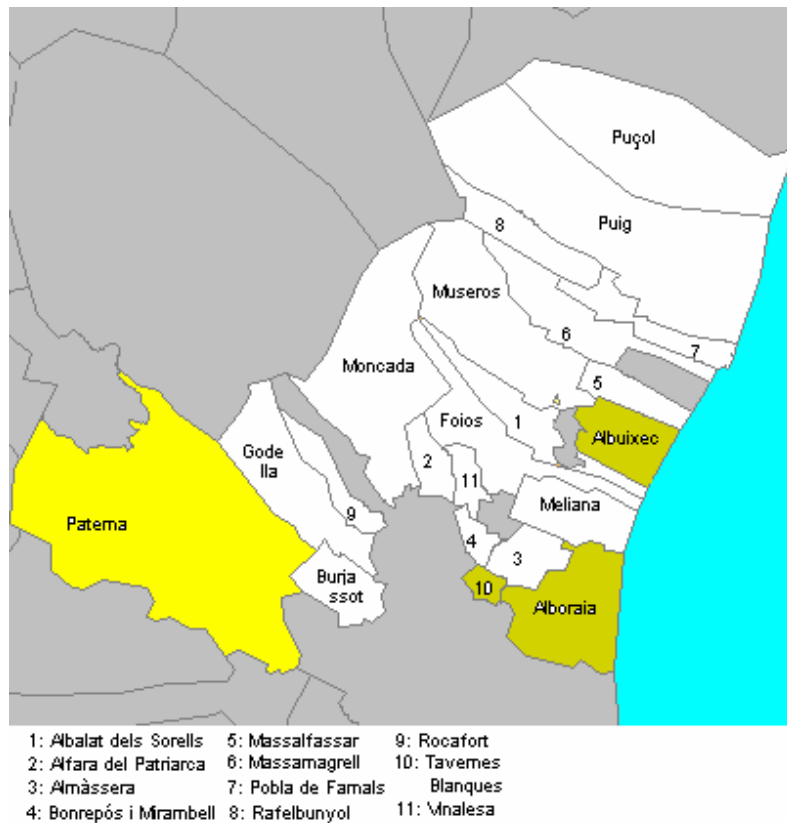 Puçol
Puig
8
Museros
6
7
Moncada
5
Foios
1
Albuixec
Gode
lla
2
11
Meliana
9
Paterna
4
3
Burja
ssot
10
Alboraia
1: Albalat dels Sorells
2: Alfara del Patriarca
3: Almàssera
4: Bonrepós i Mirambell
5: Massalfassar
6: Massamagrell
7: Pobla de Farnals
8: Rafelbunyol
9: Rocafort
10: Tavernes
Blanques
11: Vinalesa